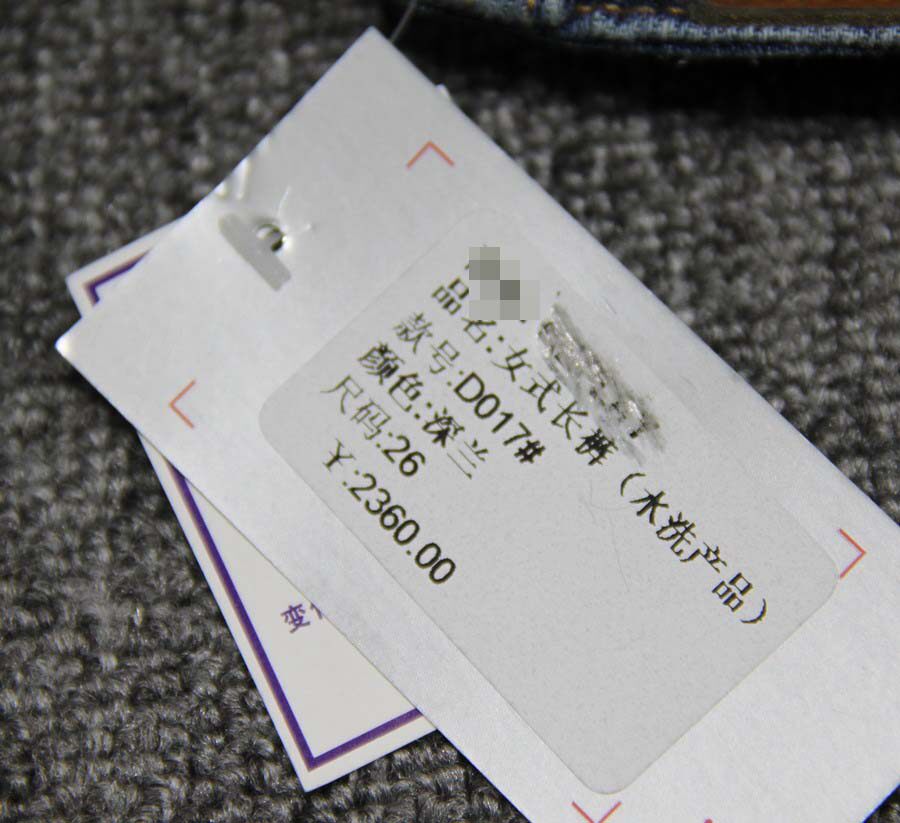 品名:女式长裤（水洗产品）
款号:D017#
颜色:深兰
尺码:26
￥:2360.00
变